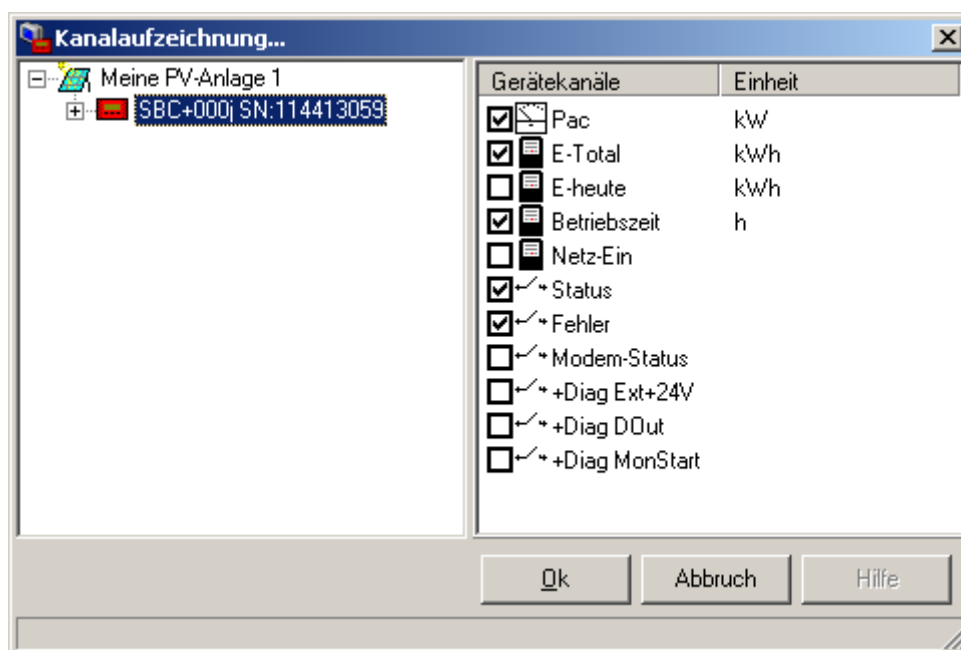 Kanalaufzeichnung...
Meine PV-Anlage 1
SBC+000j SN:114413059
Gerätekanäle Einheit
Pac kW
E-Total kWh
E-heute kWh
Betriebszeit h
Netz-Ein
Status
Fehler
Modem-Status
+Diag Ext+24V
+Diag DOut
+Diag MonStart
Ok Abbruch Hilfe